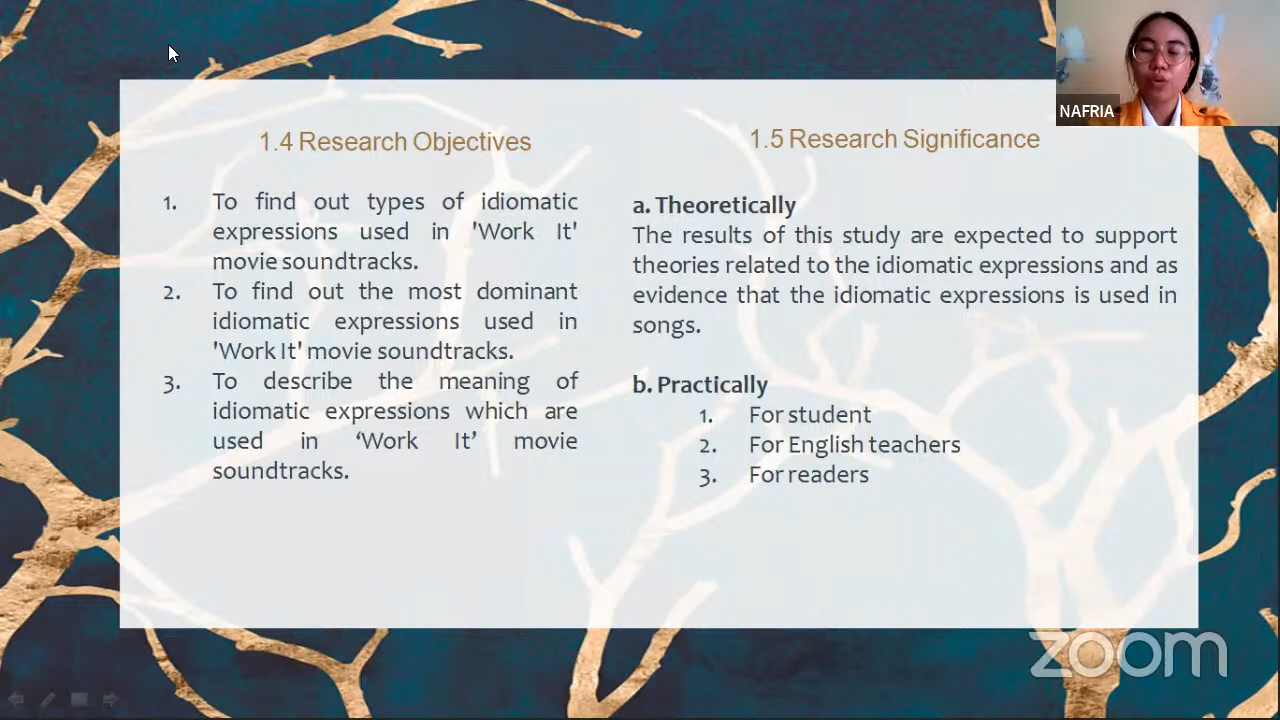 1.4 Research Objectives
1. To find out types of idiomatic
expressions used in 'Work It'
movie soundtracks.
2. To find out the most dominant
idiomatic expressions used in
'Work It' movie soundtracks.
3. To describe the meaning of
idiomatic expressions which are
used in ‘Work It’ movie
soundtracks.
1.5 Research Significance
a. Theoretically
The results of this study are expected to support
theories related to the idiomatic expressions and as
evidence that the idiomatic expressions is used in
songs.
b. Practically
1. For student
2. For English teachers
3. For readers
NAFRIA
zoom